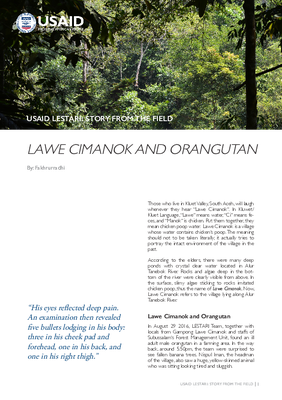 USAID
FROM THE AMERICAN PEOPLE
USAID LESTARI: STORY FROM THE FIELD
LAWE CIMANOK AND ORANGUTAN
By: Fakhrurradhi
Those who live in Kluet Valley, South Aceh, will laugh
whenever they hear "Lawe Cimanok". In Kluwat/
Kluet Language, "Lawe" means water, "Ci" means fe-
ces, and "Manok" is chicken. Put them together, they
mean chicken poop water. Lawe Cimanok is a village
whose water contains chicken's poop. The meaning
should not to be taken literally; it actually tries to
portray the intact environment of the village in the
past.
According to the elders, there were many deep
ponds with crystal clear water located in Alur
Tarabok River. Rocks and algae deep in the bot-
tom of the river were clearly visible from above. In
the surface, slimy algae sticking to rocks imitated
chicken poop, thus the name of Lawe Cimanok. Now,
Lawe Cimanok refers to the village lying along Alur
Tarabok River.
Lawe Cimanok and Orangutan
In August 29 2016, LESTARI Team, together with
locals from Gampong Lawe Cimanok and staffs of
Subulussalam Forest Management Unit, found an ill
adult male orangutan in a farming area. In the way
back, around 5:30pm, the team were surprised to
see fallen banana trees. Nasrul Iman, the headman
of the village, also saw a huge, yellow-skinned animal
who was sitting looking tired and sluggish.
"His eyes reflected deep pain.
An examination then revealed
five bullets lodging in his body:
three in his cheek pad and
forehead, one in his back, and
one in his right thigh."
USAID LESTARI: STORY FROM THE FIELD | 1